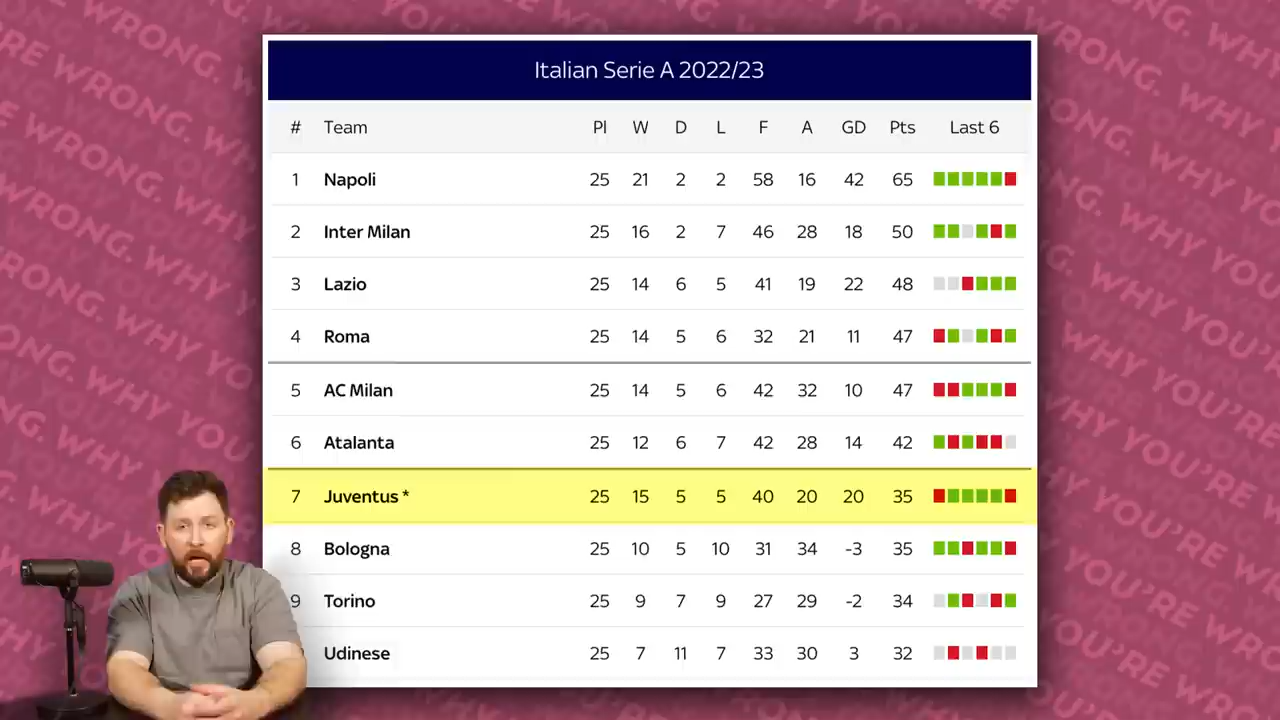 Italian Serie A 2022/23
# Team Pl W D L F A GD Pts Last 6
1 Napoli 25 21 2 2 58 16 42 65
2 Inter Milan 25 16 2 7 46 28 18 50
3 Lazio 25 14 6 5 41 19 22 48
4 Roma 25 14 5 6 32 21 11 47
5 AC Milan 25 14 5 6 42 32 10 47
6 Atalanta 25 12 6 7 42 28 14 42
7 Juventus * 25 15 5 5 40 20 20 35
8 Bologna 25 10 5 10 31 34 -3 35
9 Torino 25 9 7 9 27 29 -2 34
Udinese 25 7 11 7 33 30 3 32
WHY YOU'RE WRONG.